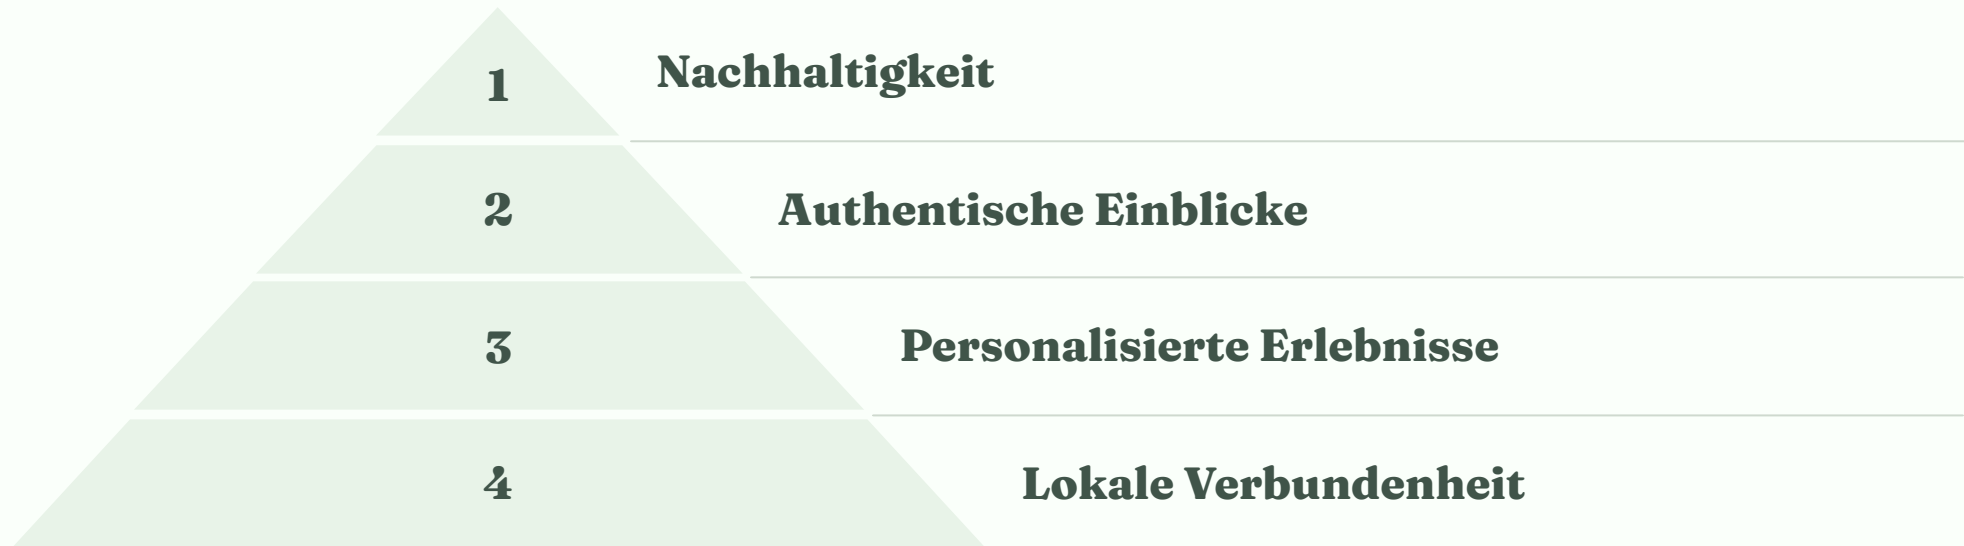 1 Nachhaltigkeit
2 Authentische Einblicke
3 Personalisierte Erlebnisse
4 Lokale Verbundenheit